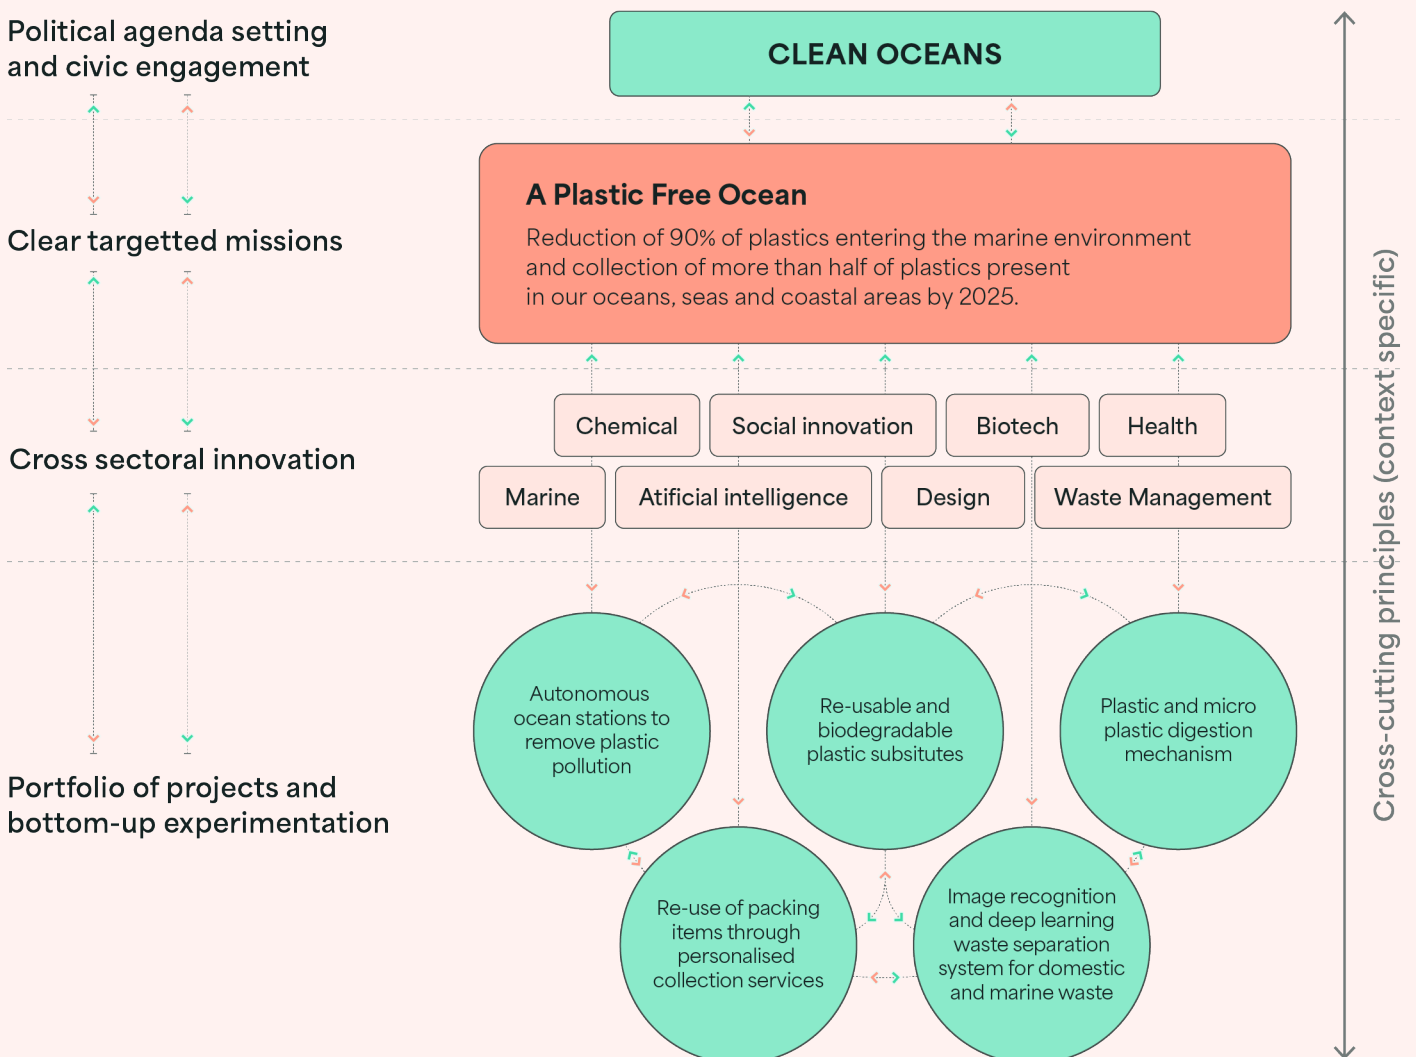 Political agenda setting
and civic engagement
CLEAN OCEANS
A Plastic Free Ocean
Reduction of 90% of plastics entering the marine environment
and collection of more than half of plastics present
in our oceans, seas and coastal areas by 2025.
Clear targetted missions
Chemical
Social innovation
Biotech
Health
Cross sectoral innovation
Marine
Atificial intelligence
Design
Waste Management
Autonomous
ocean stations to
remove plastic
pollution
Re-usable and
biodegradable
plastic subsitutes
Plastic and micro
plastic digestion
mechanism
Portfolio of projects and
bottom-up experimentation
Re-use of packing
items through
personalised
collection services
Image recognition
and deep learning
waste separation
system for domestic
and marine waste
Cross-cutting principles (context specific)